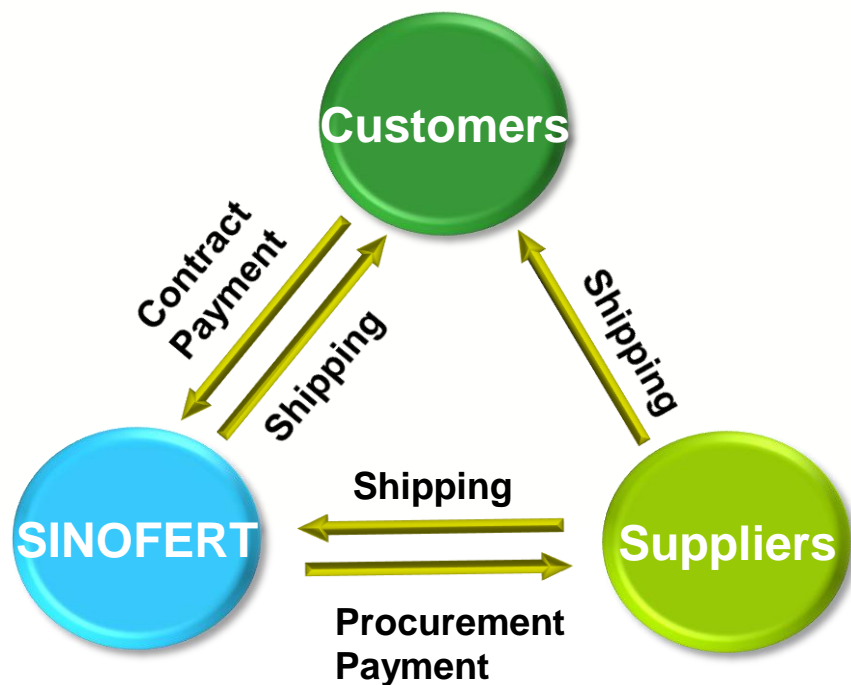 Customers
Contract
Payment
Shipping
Shipping
SINOFERT
Shipping
Suppliers
Procurement
Payment